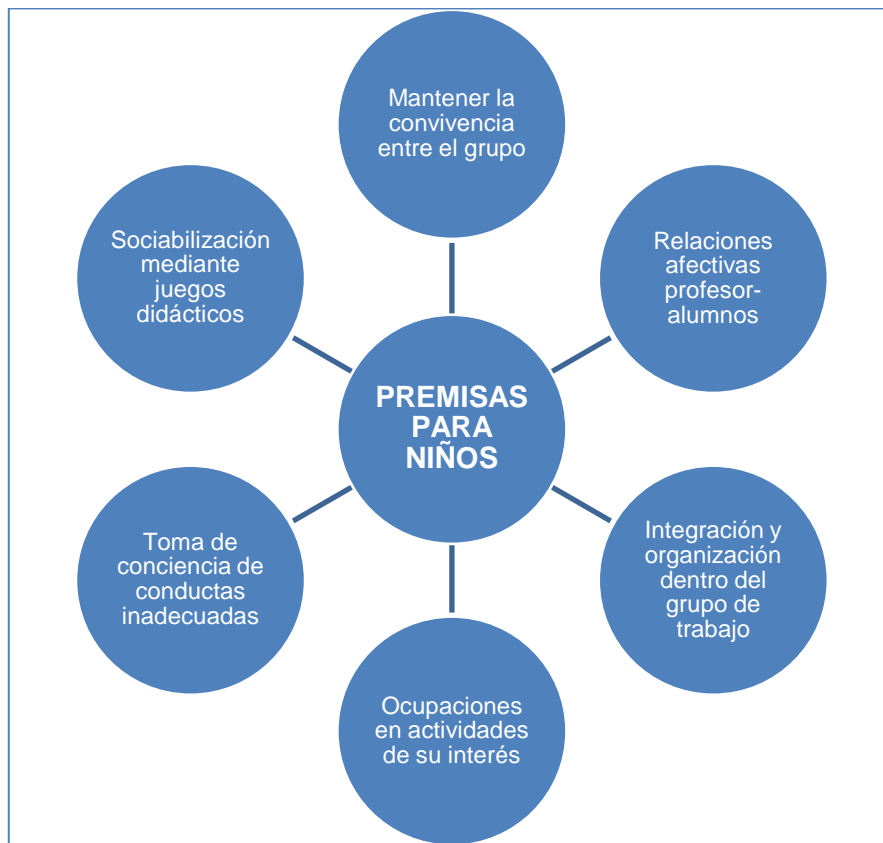 Mantener la
convivencia
entre el grupo
Sociabilización
mediante
juegos
didácticos
Relaciones
afectivas
profesor-
alumnos
PREMISAS
PARA
NIÑOS
Toma de
conciencia de
conductas
inadecuadas
Integración y
organización
dentro del
grupo de
trabajo
Ocupaciones
en actividades
de su interés